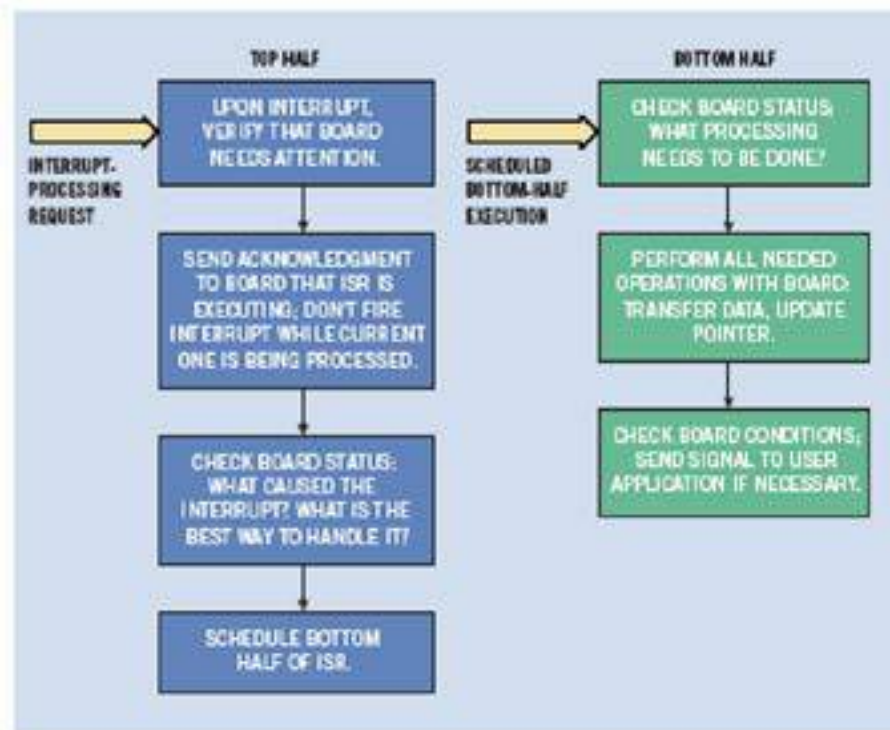 TOP HALF
UPON INTERRUPT,
VERIFY THAT BOARD
NEEDS ATTENTION.
INTERRUPT-
PROCESSING
REQUEST
SEND ACKNOWLEDGMENT
TO BOARD THAT ISR IS
EXECUTING; DON'T FIRE
INTERRUPT WHILE CURRENT
ONE IS BEING PROCESSED.
CHECK BOARD STATUS:
WHAT CAUSED THE
INTERRUPT? WHAT IS THE
BEST WAY TO HANDLE IT?
SCHEDULE BOTTOM
HALF OF ISR.
BOTTOM HALF
CHECK BOARD STATUS;
WHAT PROCESSING
NEEDS TO BE DONE?
SCHEDULED
BOTTOM-HALF
EXECUTION
PERFORM ALL NEEDED
OPERATIONS WITH BOARD:
TRANSFER DATA, UPDATE
POINTER.
CHECK BOARD CONDITIONS;
SEND SIGNAL TO USER
APPLICATION IF NECESSARY.